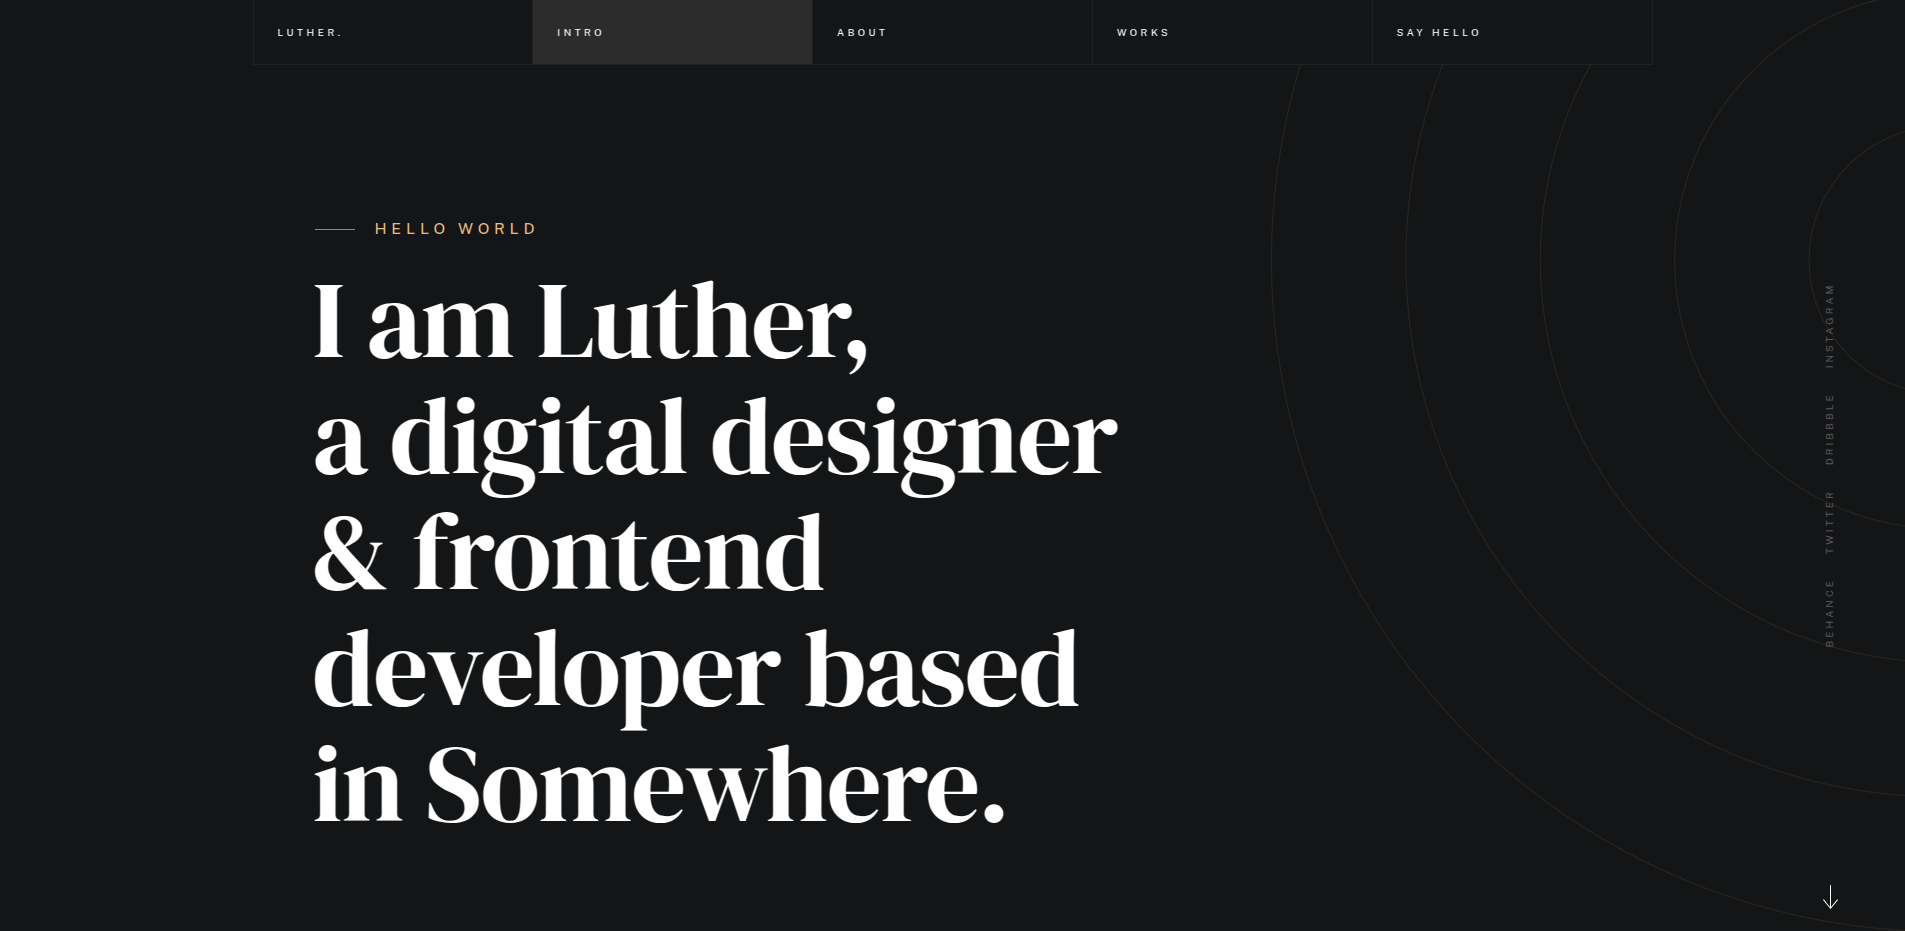 LUTHER.
INTRO
ABOUT
WORKS
SAY HELLO
HELLO WORLD
I am Luther,
a digital designer
& frontend
developer based
in Somewhere.
INSTAGRAM
DRIBBBLE
TWITTER
BEHANCE